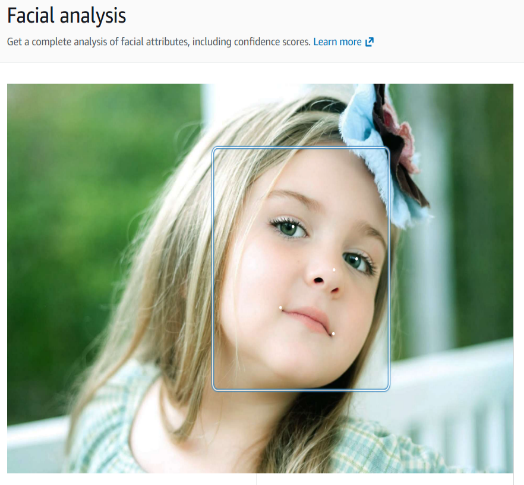 Facial analysis
Get a complete analysis of facial attributes, including confidence scores. Learn more